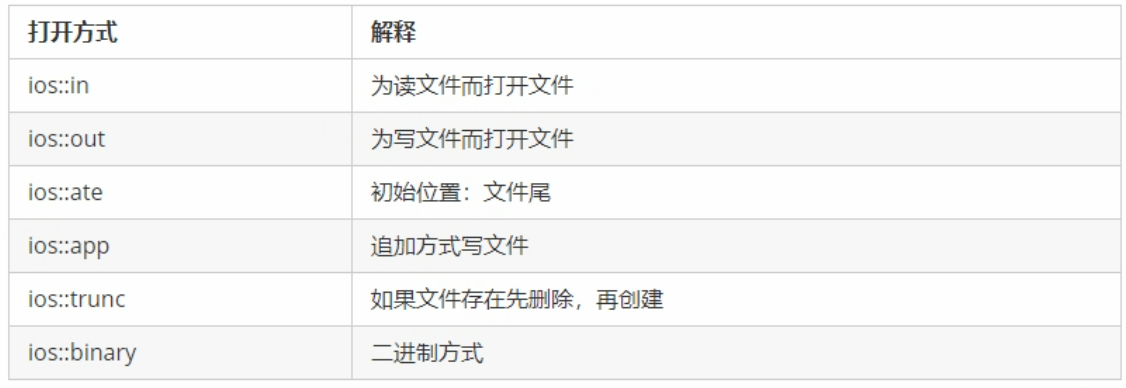 打开方式 解释
ios::in 为读文件而打开文件
ios::out 为写文件而打开文件
ios::ate 初始位置：文件尾
ios::app 追加方式写文件
ios::trunc 如果文件存在先删除，再创建
ios::binary 二进制方式